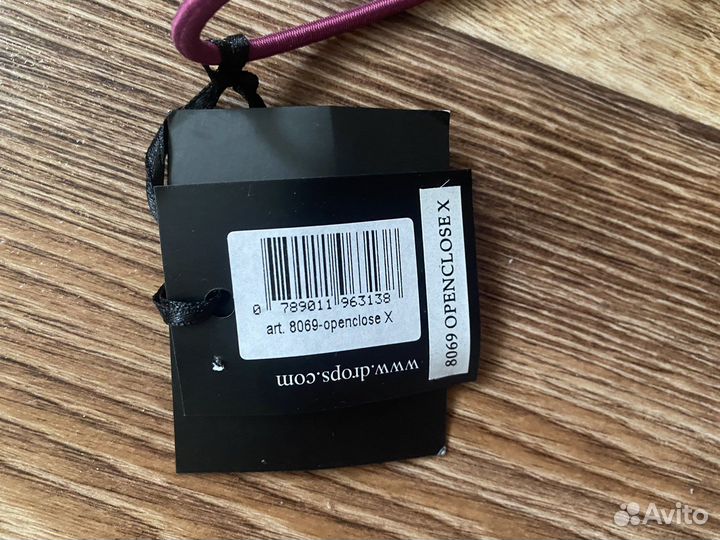 0 789011 963138
art. 8069-openclose X
8069 OPENCLOSE X
www.drops.com
Avito